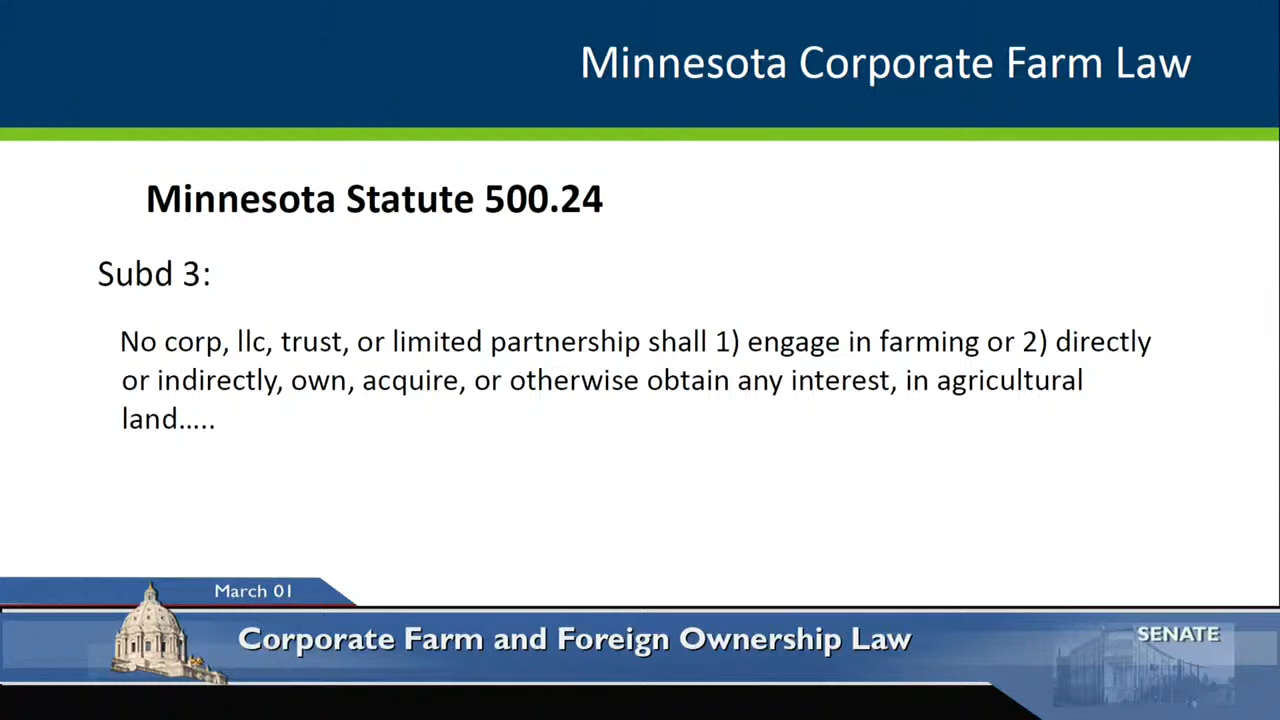 Minnesota Corporate Farm Law
Minnesota Statute 500.24
Subd 3:
No corp, llc, trust, or limited partnership shall 1) engage in farming or 2) directly
or indirectly, own, acquire, or otherwise obtain any interest, in agricultural
land.....
March 01
Corporate Farm and Foreign Ownership Law
SENATE